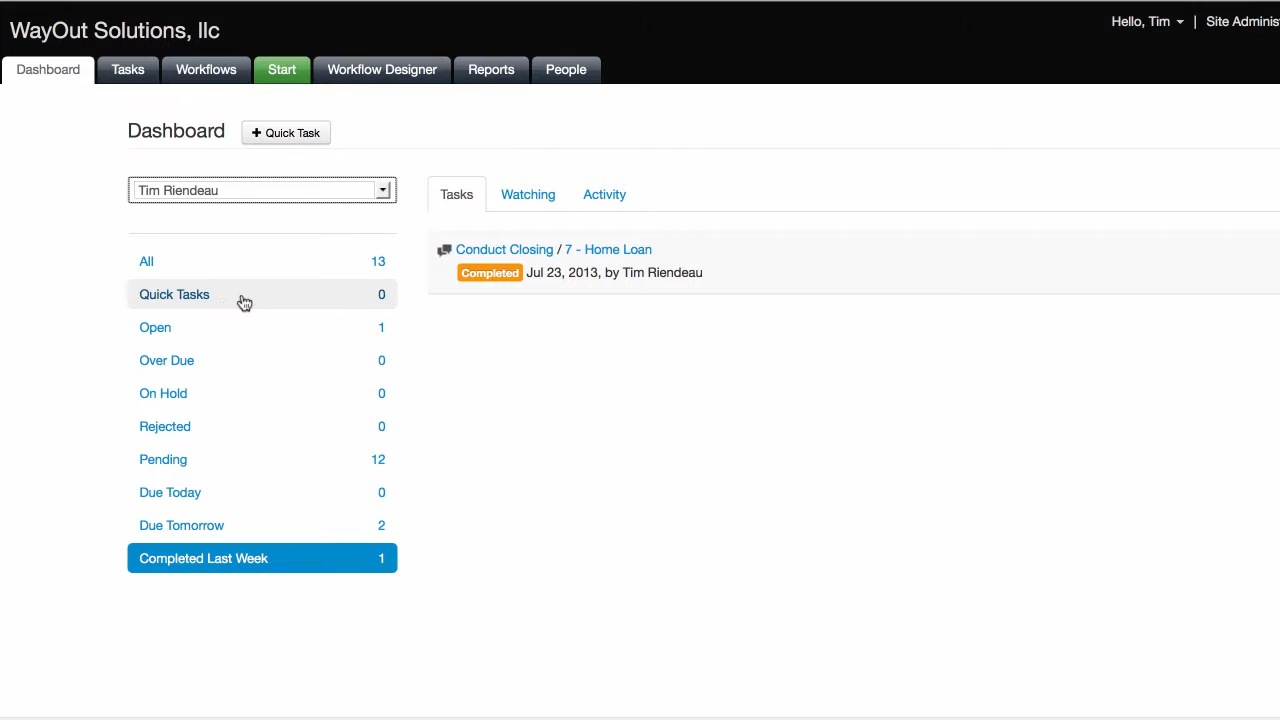 WayOut Solutions, llc
Hello, Tim | Site Adminis
Dashboard Tasks Workflows Start Workflow Designer Reports People
Dashboard + Quick Task
Tim Riendeau
Tasks Watching Activity
Conduct Closing / 7 - Home Loan
Completed Jul 23, 2013, by Tim Riendeau
All 13
Quick Tasks 0
Open 1
Over Due 0
On Hold 0
Rejected 0
Pending 12
Due Today 0
Due Tomorrow 2
Completed Last Week 1